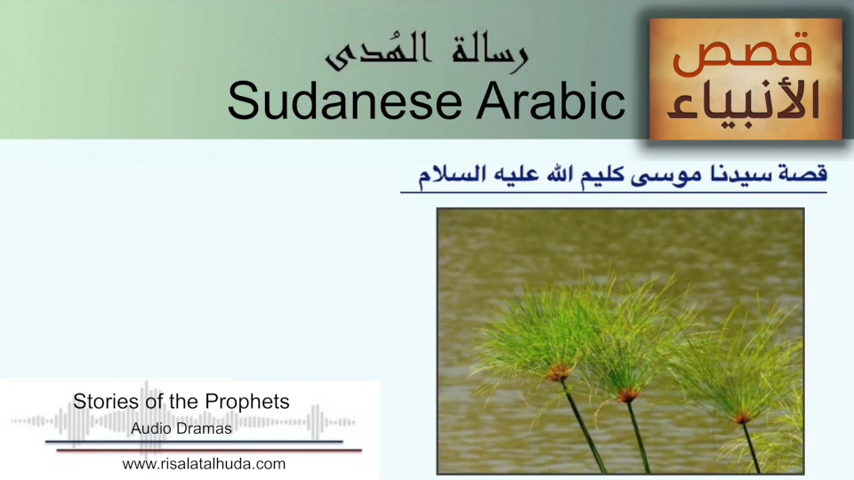 رسالة الهُدى
Sudanese Arabic
قصص
الأنبياء
قصة سيدنا موسى كليم الله عليه السلام
Stories of the Prophets
Audio Dramas
www.risalatalhuda.com